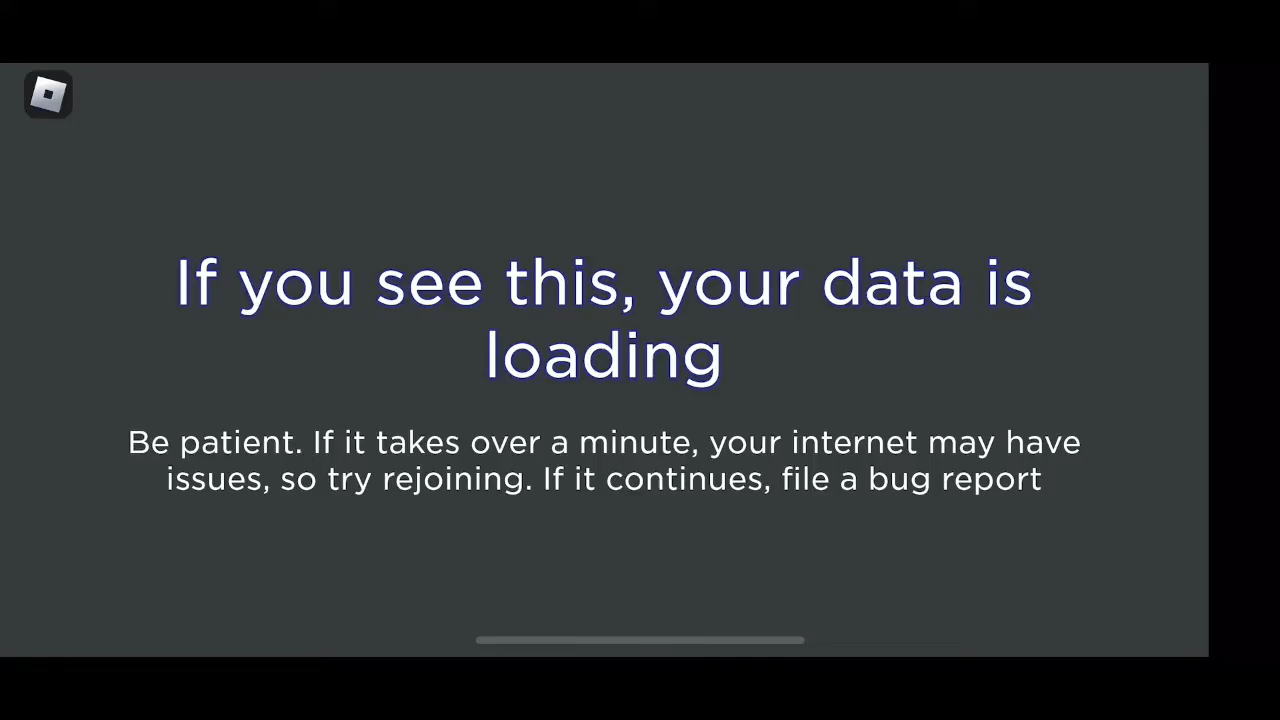 If you see this, your data is
loading
Be patient. If it takes over a minute, your internet may have
issues, so try rejoining. If it continues, file a bug report